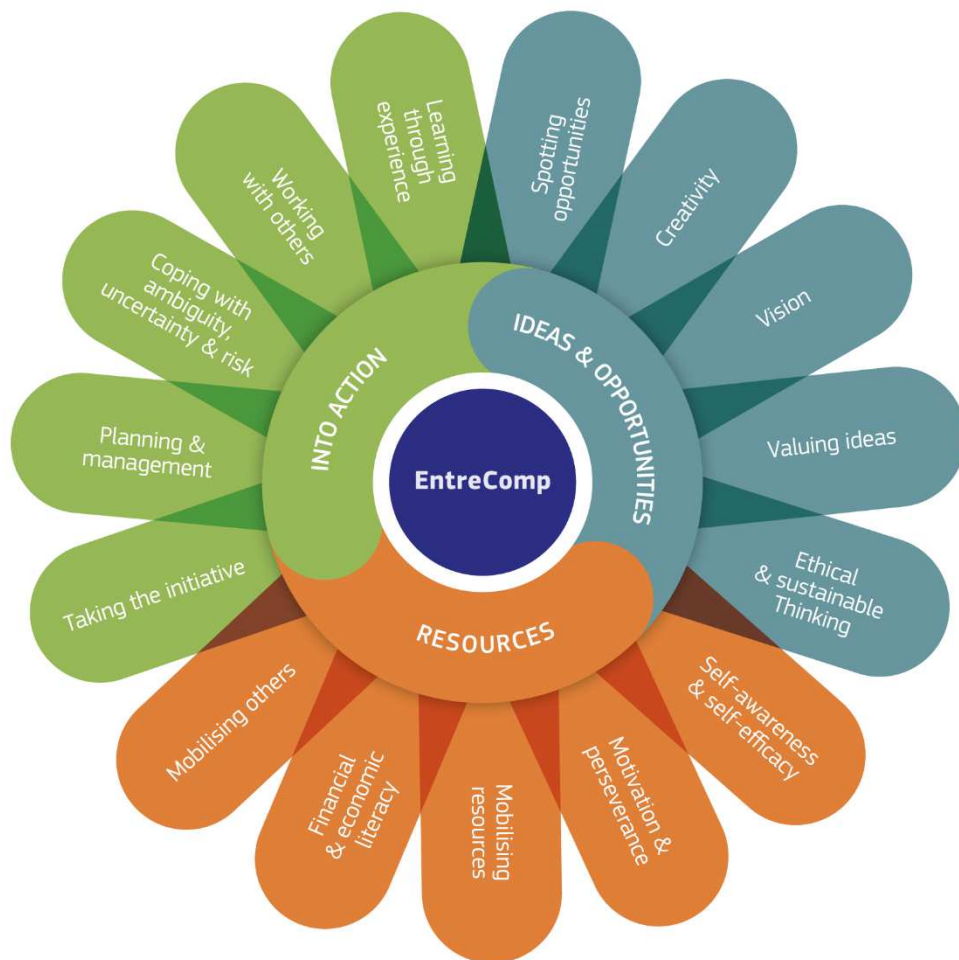 EntreComp
IDEAS & OPPORTUNITIES
Spotting
opportunities
Creativity
Vision
Valuing ideas
Ethical
& sustainable
Thinking
RESOURCES
Self-awareness
& self-efficacy
Motivation &
perseverance
Mobilising
resources
Financial
& economic
literacy
Mobilising others
INTO ACTION
Taking the initiative
Planning &
management
Coping with
ambiguity,
uncertainty & risk
Working
with others
Learning
through
experience